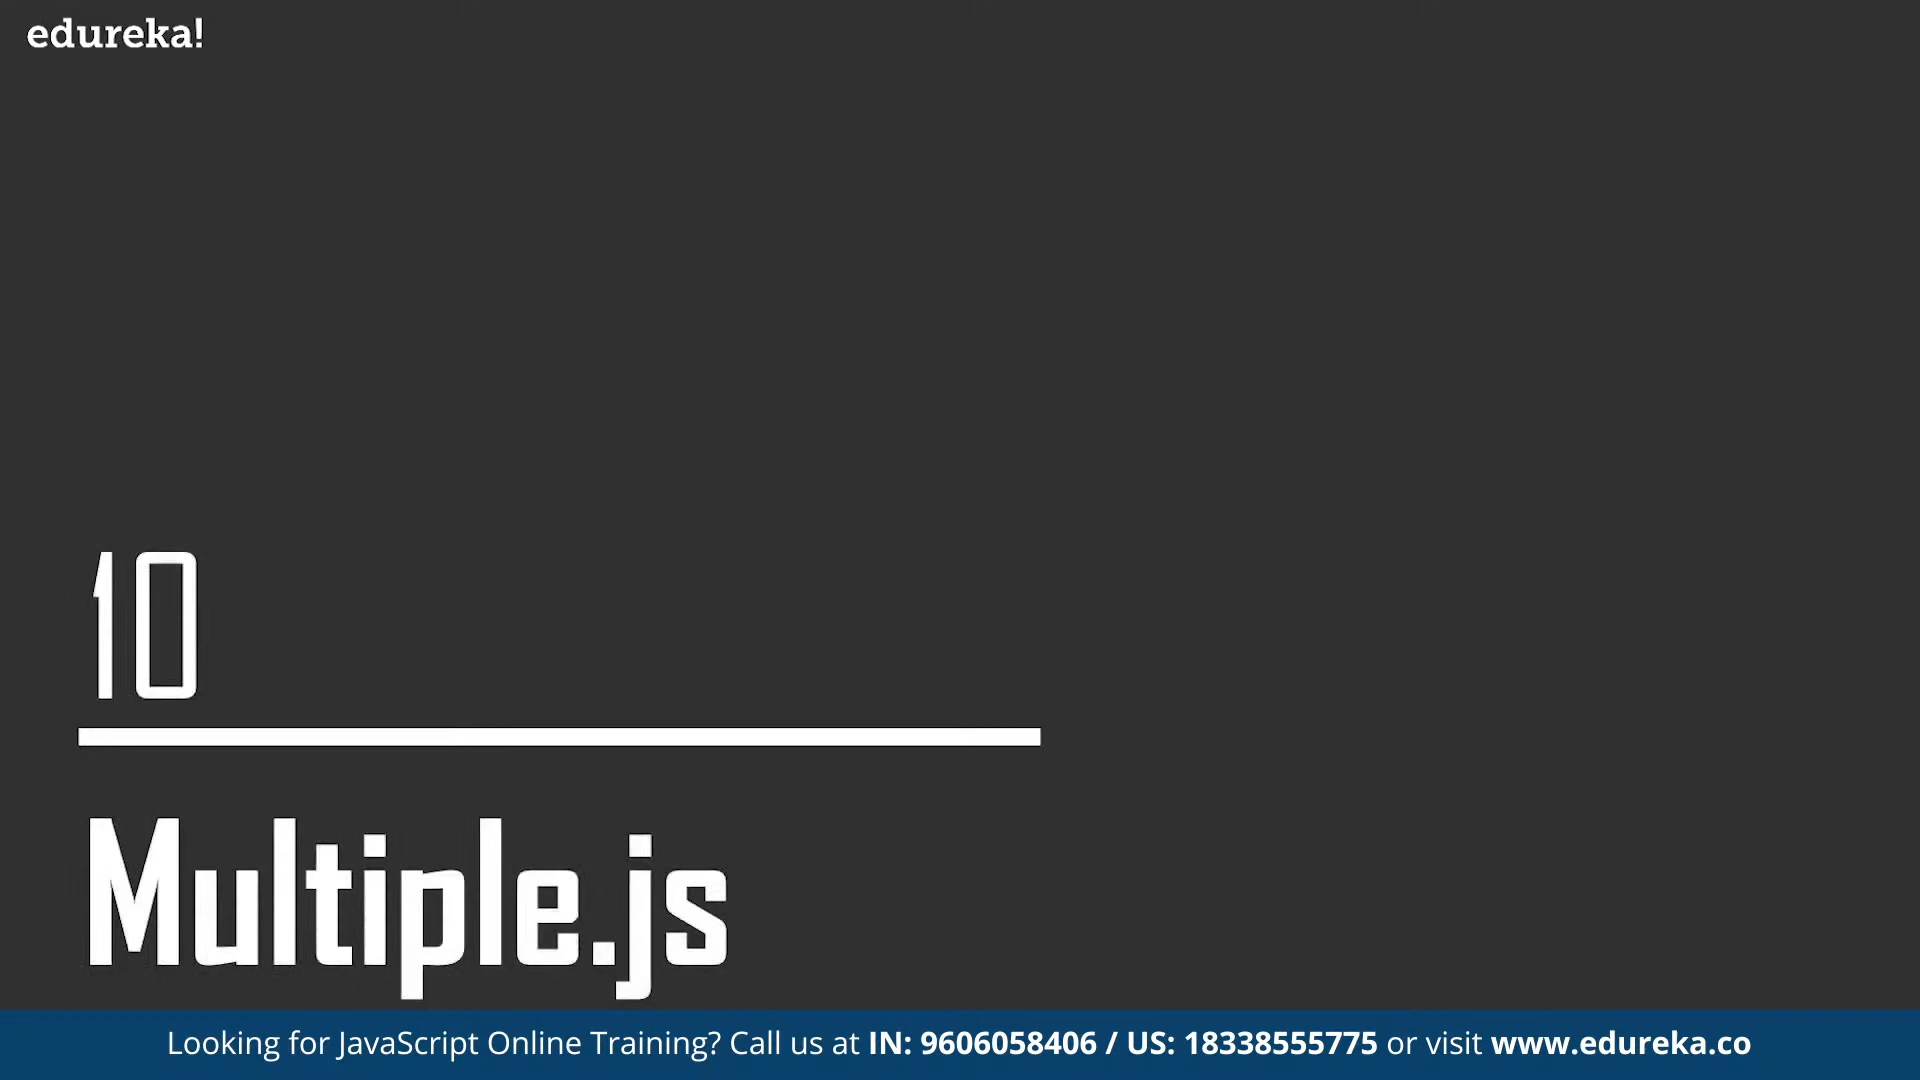 edureka!
10
Multiple.js
Looking for JavaScript Online Training? Call us at IN: 9606058406 / US: 18338555775 or visit www.edureka.co